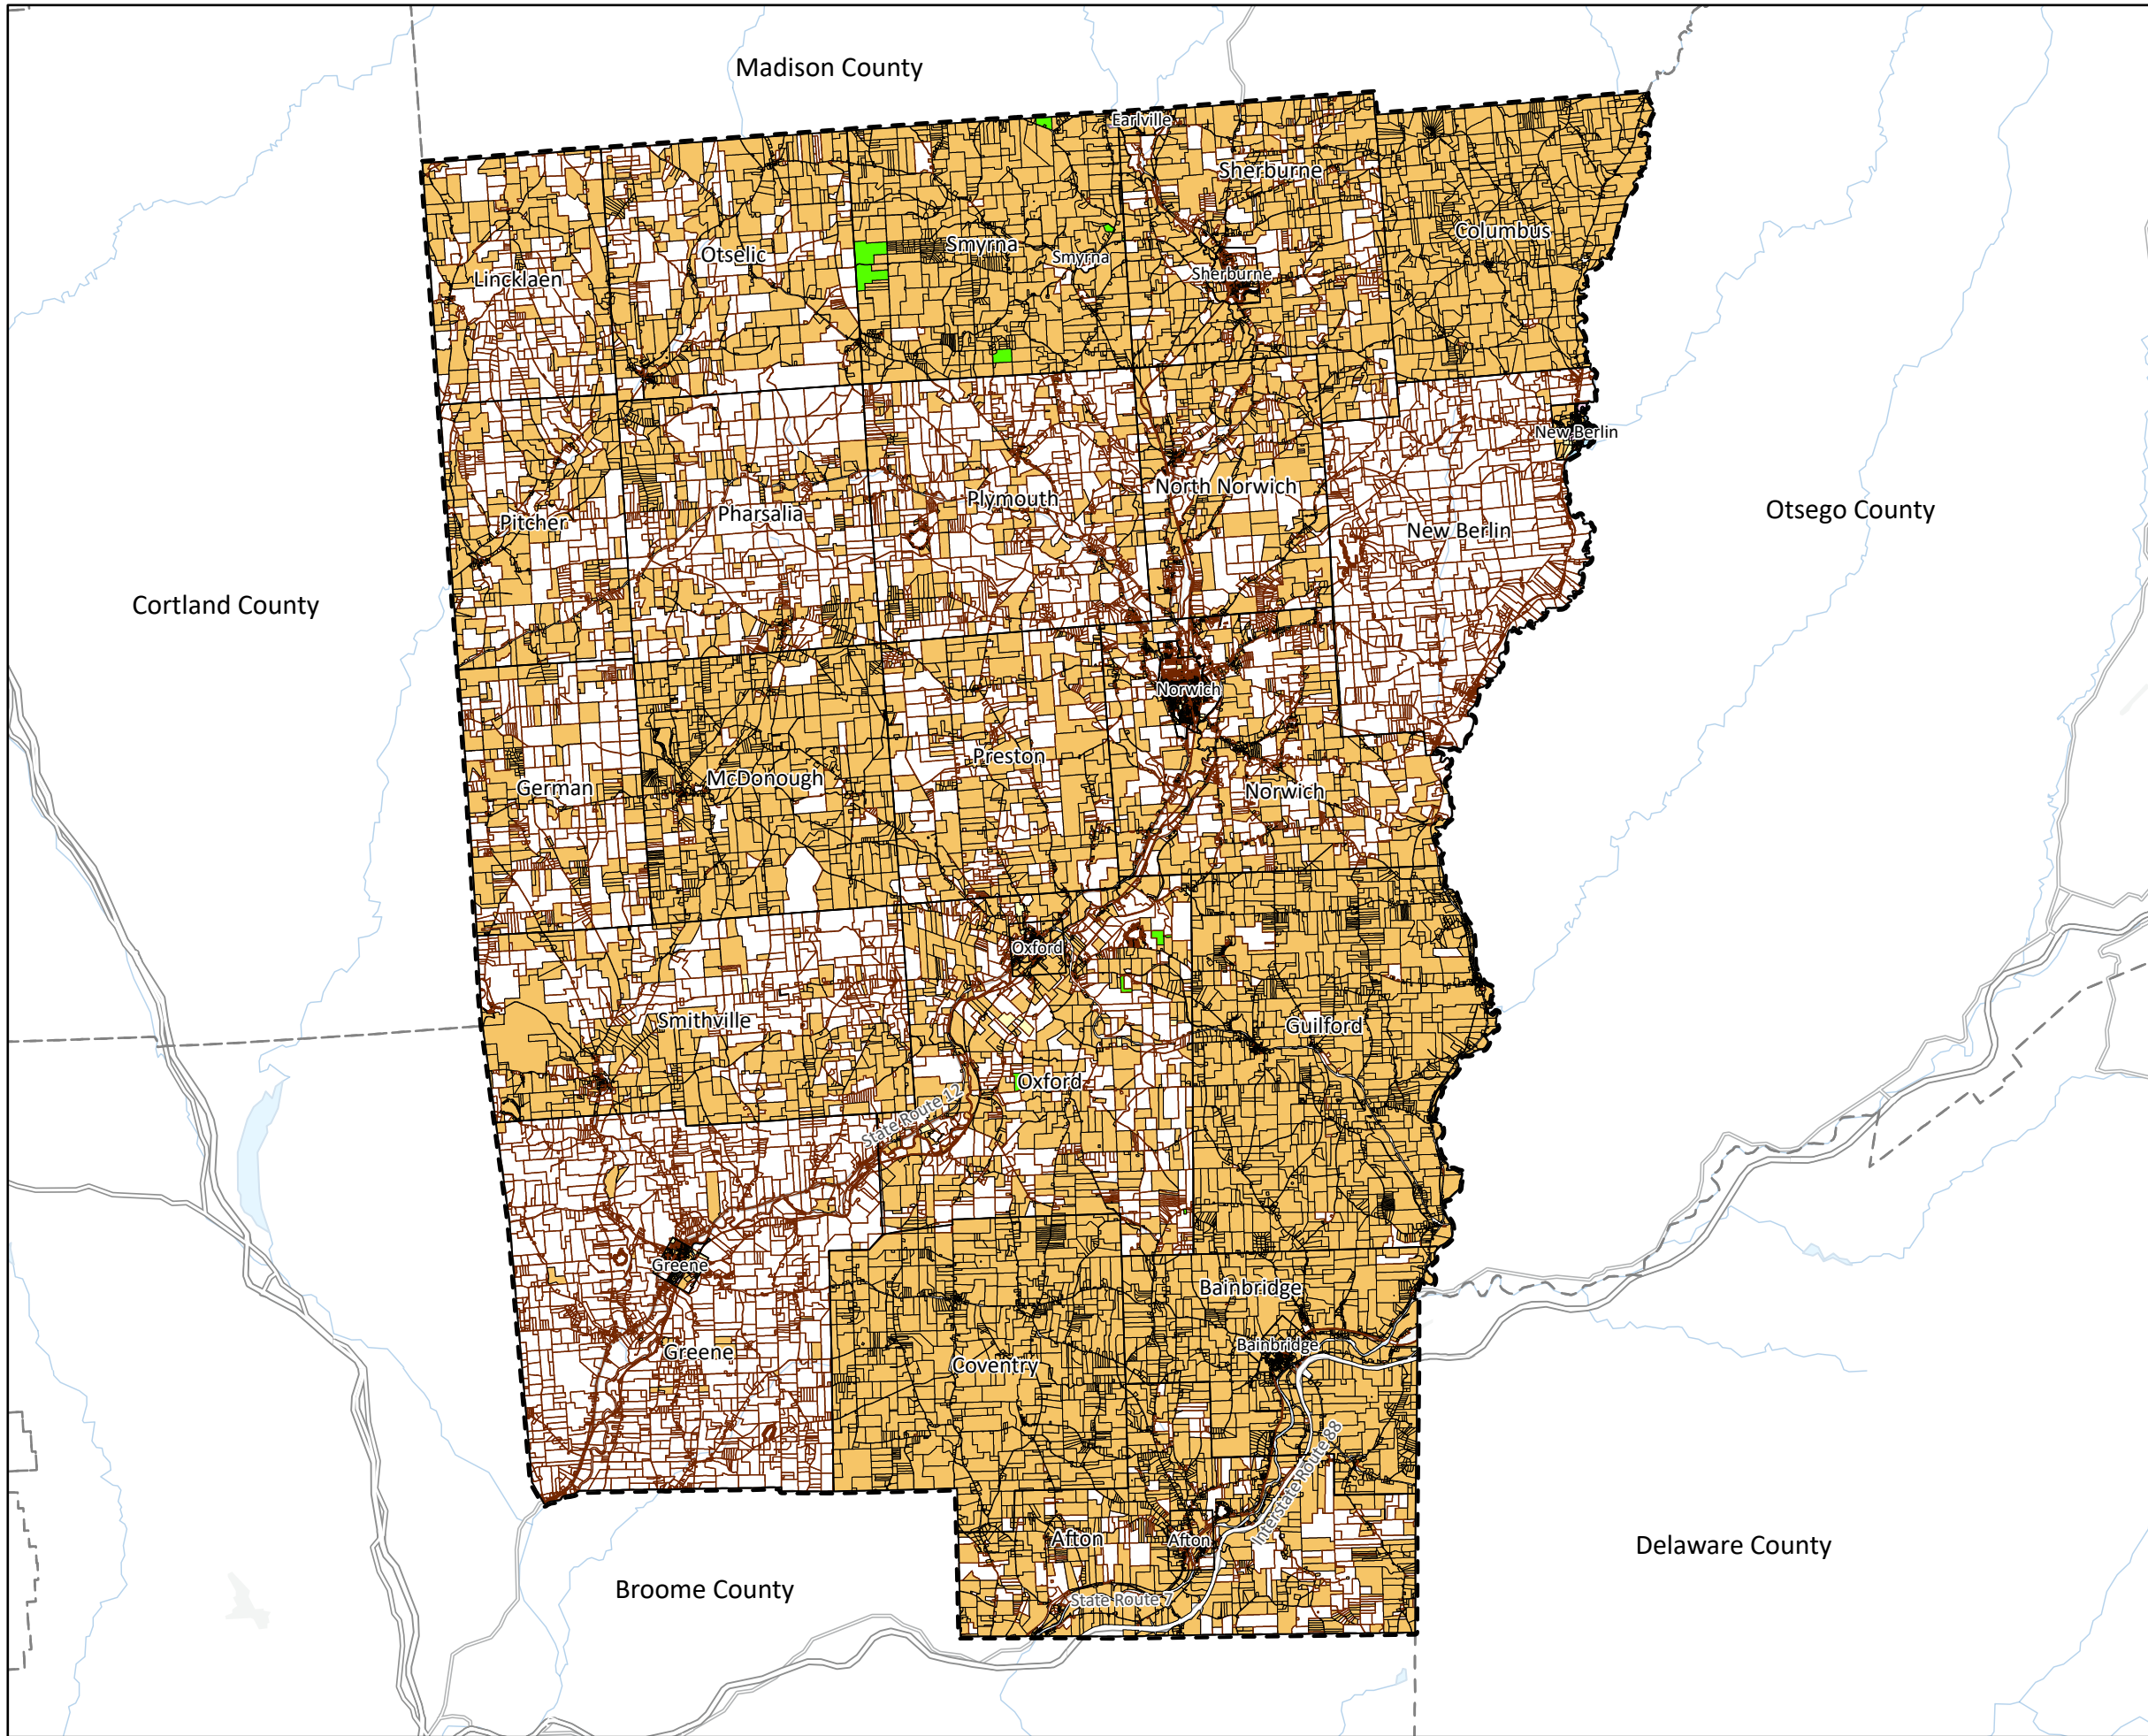 Madison County
Earlville
Sherburne
Columbus
Smyrna
Otselic
Smyrna
Sherburne
Lincklaen
New Berlin
North Norwich
Plymouth
Otsego County
Pharsalia
Pitcher
New Berlin
Cortland County
Norwich
Preston
McDonough
German
Norwich
Oxford
Smithville
Guilford
Oxford
State Route 12
Greene
Bainbridge
Bainbridge
Greene
Coventry
Interstate Route 88
Afton
Afton
Delaware County
Broome County
State Route 7